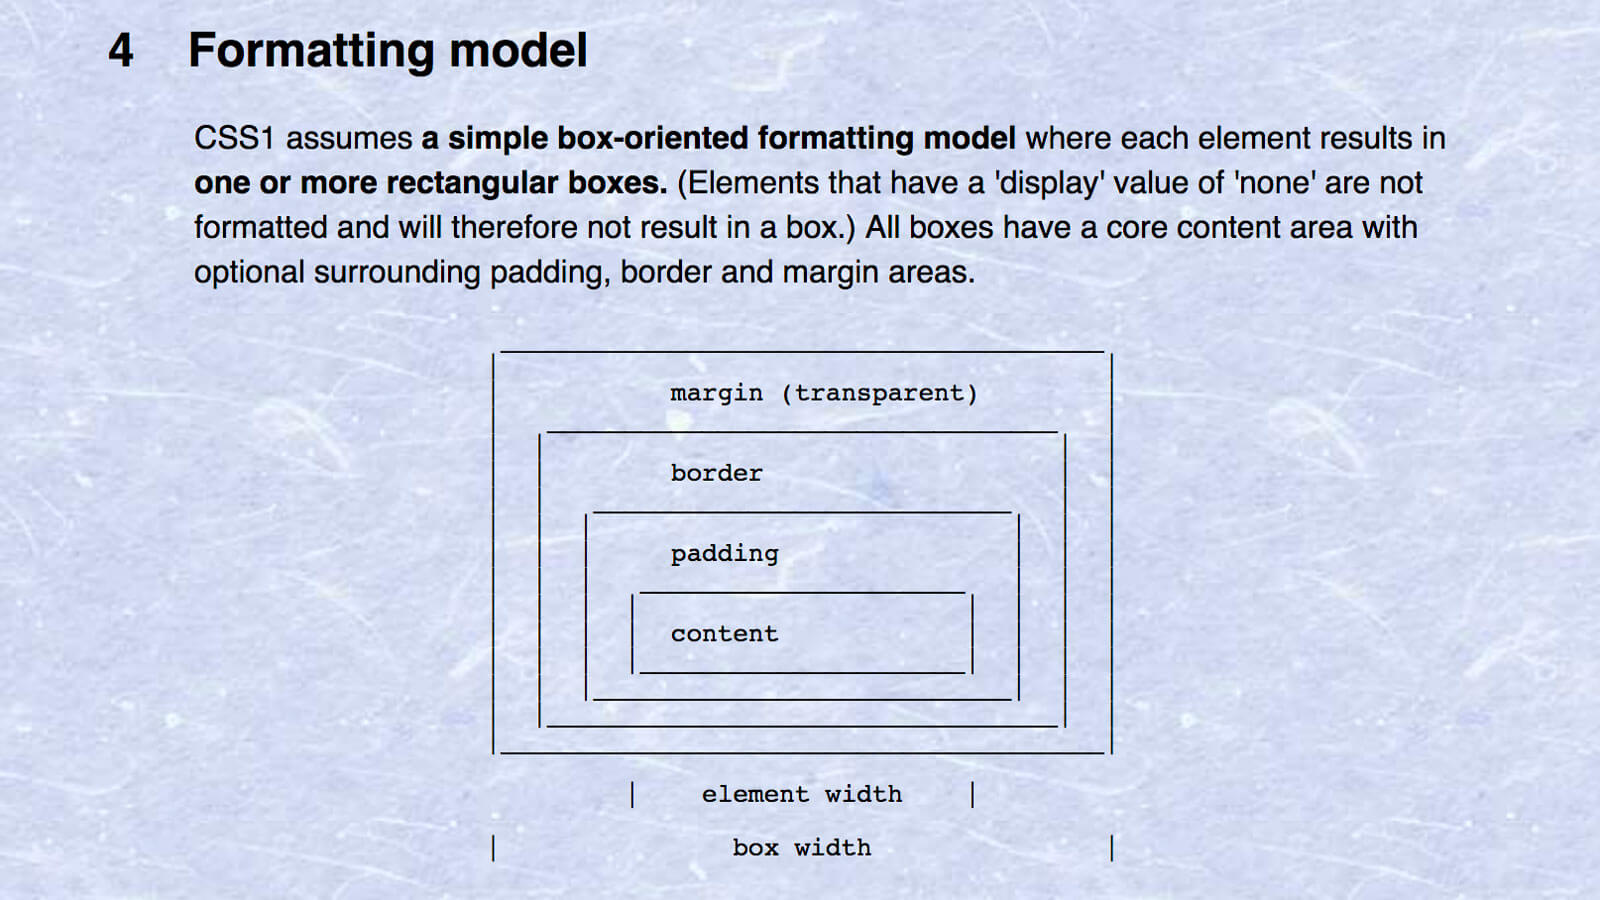 4 Formatting model
CSS1 assumes a simple box-oriented formatting model where each element results in
one or more rectangular boxes. (Elements that have a 'display' value of 'none' are not
formatted and will therefore not result in a box.) All boxes have a core content area with
optional surrounding padding, border and margin areas.
margin (transparent)
border
padding
content
element width
box width